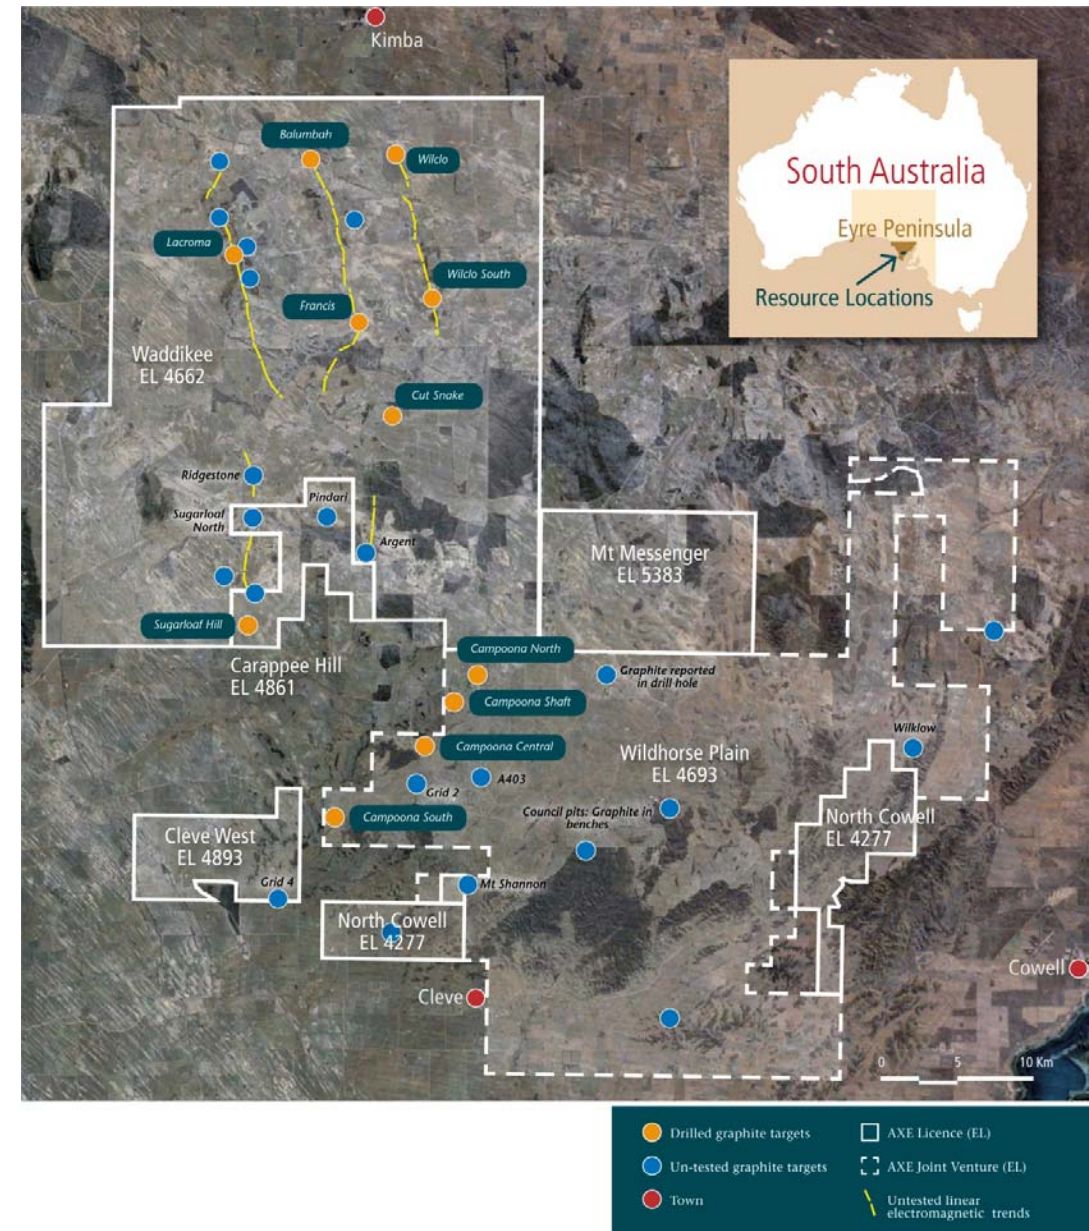 Kimba
Balumbah
Wilclo
South Australia
Eyre Peninsula
Resource Locations
Lacroma
Wilclo South
Francis
Waddikee
EL 4662
Cut Snake
Ridgestone
Pindari
Sugarloaf
North
Argent
Mt Messenger
EL 5383
Sugarloaf Hill
Carappee Hill
EL 4861
Campoona North
Graphite reported
in drill hole
Campoona Shaft
Campoona Central
Wildhorse Plain
EL 4693
Wilklow
A403
Grid 2
Campoona South
Council pits: Graphite in
benches
North Cowell
EL 4277
Cleve West
EL 4893
Grid 4
Mt Shannon
North Cowell
EL 4277
Cleve
Cowell
0 5 10 Km
Drilled graphite targets
AXE Licence (EL)
Un-tested graphite targets
AXE Joint Venture (EL)
Town
Untested linear
electromagnetic trends